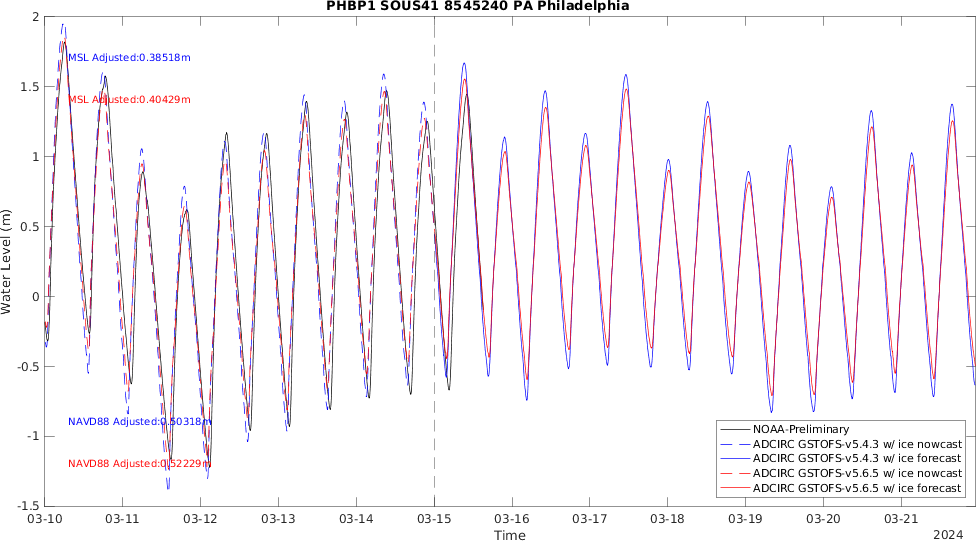 PHBP1 SOUS41 8545240 PA Philadelphia
2
1.5
1
0.5
0
-0.5
-1
-1.5
Water Level (m)
MSL Adjusted:0.38518m
MSL Adjusted:0.40429m
NAVD88 Adjusted:0.50318m
NAVD88 Adjusted:0.52229m
NOAA-Preliminary
ADCIRC GSTOFS-v5.4.3 w/ ice nowcast
ADCIRC GSTOFS-v5.4.3 w/ ice forecast
ADCIRC GSTOFS-v5.6.5 w/ ice nowcast
ADCIRC GSTOFS-v5.6.5 w/ ice forecast
03-10 03-11 03-12 03-13 03-14 03-15 03-16 03-17 03-18 03-19 03-20 03-21
Time
2024